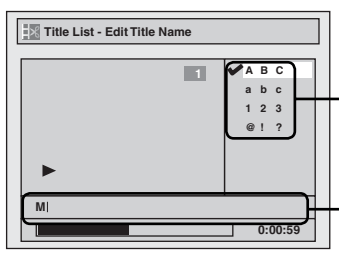 Title List - Edit Title Name
1
A B C
a b c
1 2 3
@ ! ?
M
0:00:59